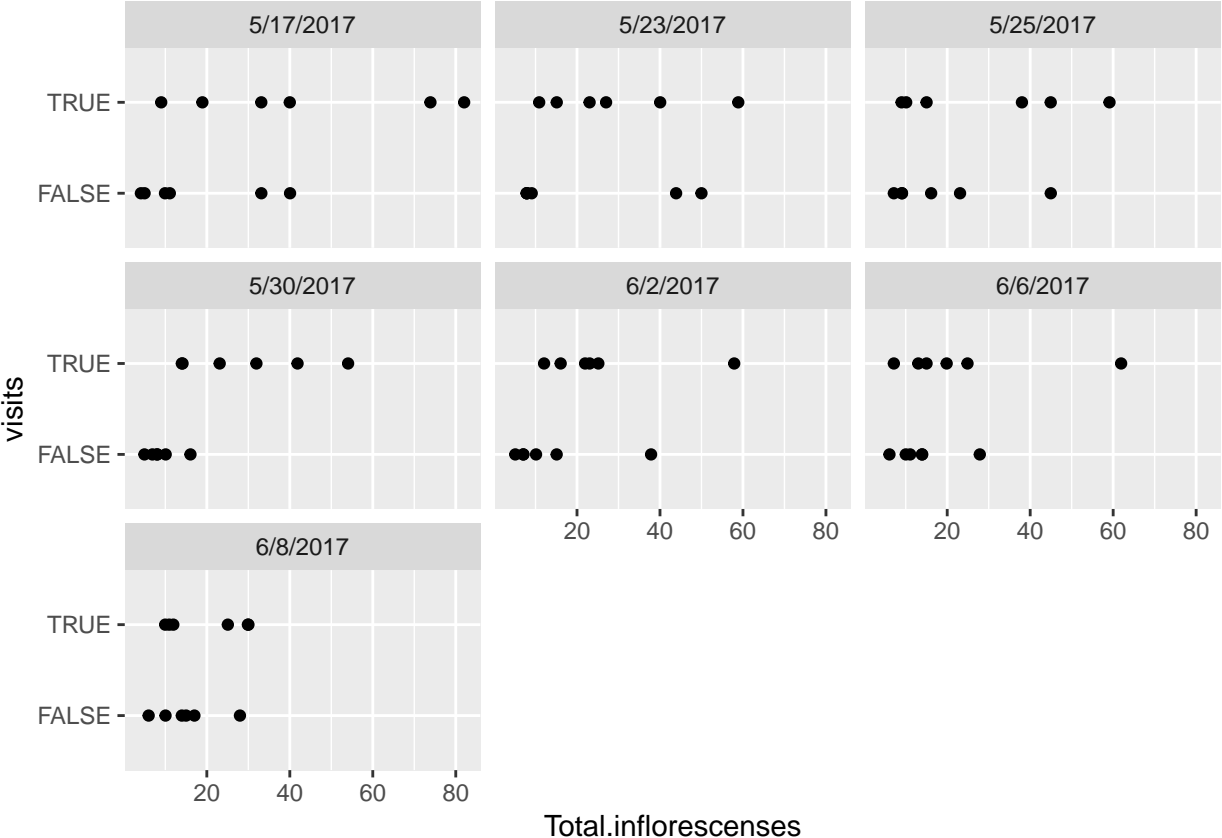 5/17/2017 5/23/2017 5/25/2017
TRUE
FALSE
5/30/2017 6/2/2017 6/6/2017
TRUE
FALSE
20 40 60 80 20 40 60 80
6/8/2017
TRUE
FALSE
20 40 60 80
Total.inflorescenses
visits